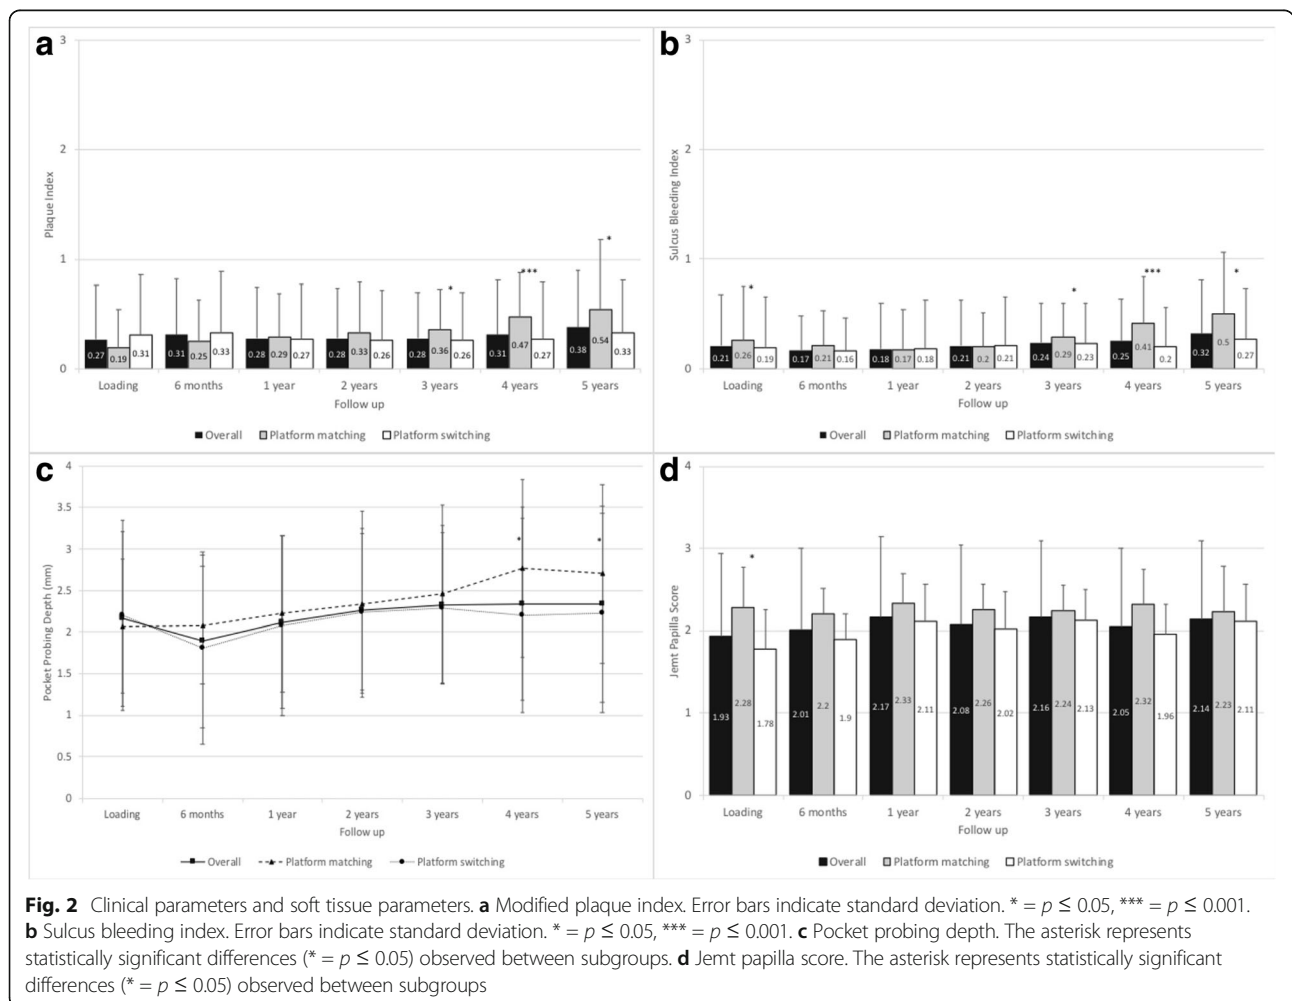 a
3
2
1
0
Plaque Index
*
***
*
0.27 0.19 0.31 0.31 0.25 0.33 0.28 0.29 0.27 0.28 0.33 0.26 0.28 0.36 0.26 0.31 0.47 0.27 0.38 0.54 0.33
Loading 6 months 1 year 2 years 3 years 4 years 5 years
Follow up
Overall Platform matching Platform switching
b
3
2
1
0
Sulcus Bleeding Index
*
*
***
*
0.21 0.26 0.19 0.17 0.21 0.16 0.18 0.17 0.18 0.21 0.2 0.21 0.24 0.29 0.23 0.25 0.41 0.2 0.32 0.5 0.27
Loading 6 months 1 year 2 years 3 years 4 years 5 years
Follow up
Overall Platform matching Platform switching
c
4
3.5
3
2.5
2
1.5
1
0.5
0
Pocket Probing Depth (mm)
*
*
Loading 6 months 1 year 2 years 3 years 4 years 5 years
Follow up
Overall Platform matching Platform switching
d
4
3
2
1
0
Jemt Papilla Score
*
1.93 2.28 1.78 2.01 2.2 1.9 2.17 2.33 2.11 2.08 2.26 2.02 2.16 2.24 2.13 2.05 2.32 1.96 2.14 2.23 2.11
Loading 6 months 1 year 2 years 3 years 4 years 5 years
Follow up
Overall Platform matching Platform switching
Fig. 2 Clinical parameters and soft tissue parameters. a Modified plaque index. Error bars indicate standard deviation. * = p ≤ 0.05, *** = p ≤ 0.001.
b Sulcus bleeding index. Error bars indicate standard deviation. * = p ≤ 0.05, *** = p ≤ 0.001. c Pocket probing depth. The asterisk represents
statistically significant differences (* = p ≤ 0.05) observed between subgroups. d Jemt papilla score. The asterisk represents statistically significant
differences (* = p ≤ 0.05) observed between subgroups